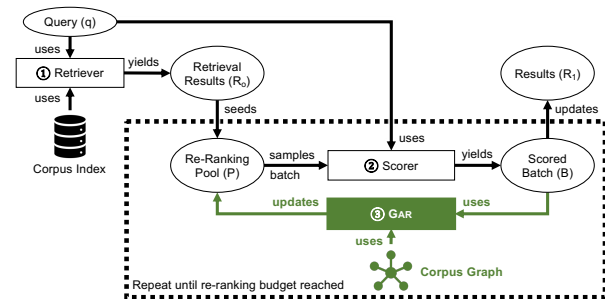 Query (q)
uses
① Retriever
yields
Retrieval
Results (R₀)
Results (R₁)
uses
Corpus Index
seeds
uses
updates
Re-Ranking
Pool (P)
samples
batch
② Scorer
yields
Scored
Batch (B)
updates
③ GAR
uses
uses
Corpus Graph
Repeat until re-ranking budget reached